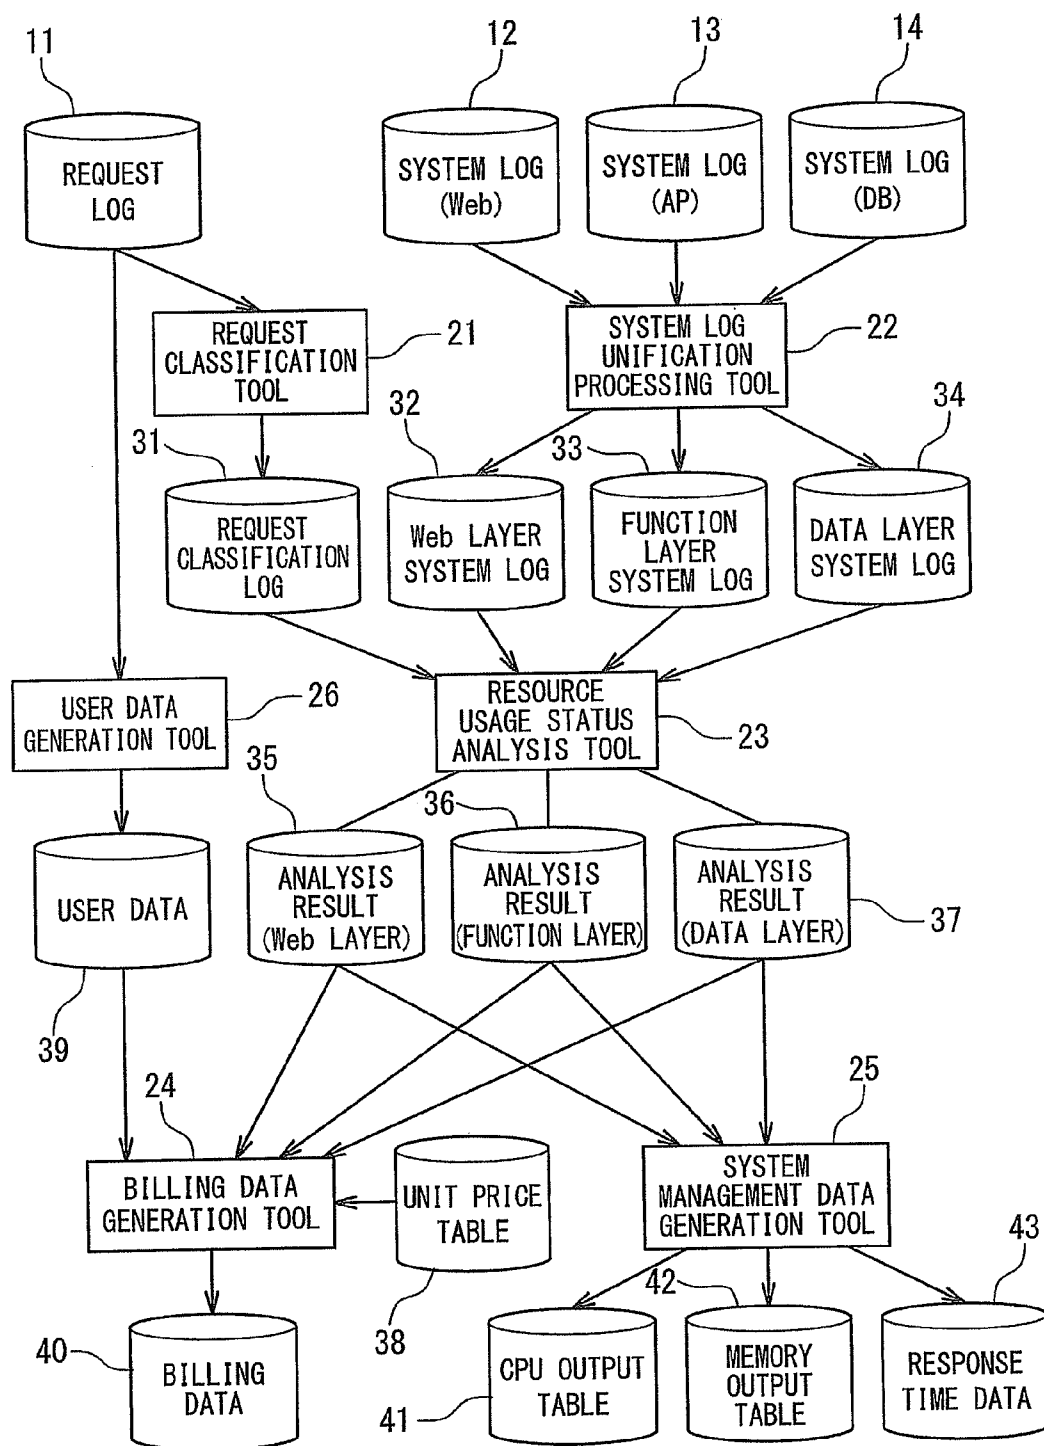 11
12
13
14
REQUEST
LOG
SYSTEM LOG
(Web)
SYSTEM LOG
(AP)
SYSTEM LOG
(DB)
REQUEST
CLASSIFICATION
TOOL
21
SYSTEM LOG
UNIFICATION
PROCESSING TOOL
22
31
32
33
34
REQUEST
CLASSIFICATION
LOG
Web LAYER
SYSTEM LOG
FUNCTION
LAYER
SYSTEM LOG
DATA LAYER
SYSTEM LOG
USER DATA
GENERATION TOOL
26
RESOURCE
USAGE STATUS
ANALYSIS TOOL
23
35
36
USER DATA
ANALYSIS
RESULT
(Web LAYER)
ANALYSIS
RESULT
(FUNCTION LAYER)
ANALYSIS
RESULT
(DATA LAYER)
37
39
24
25
BILLING DATA
GENERATION TOOL
UNIT PRICE
TABLE
SYSTEM
MANAGEMENT DATA
GENERATION TOOL
38
42
43
40
BILLING
DATA
41
CPU OUTPUT
TABLE
MEMORY
OUTPUT
TABLE
RESPONSE
TIME DATA